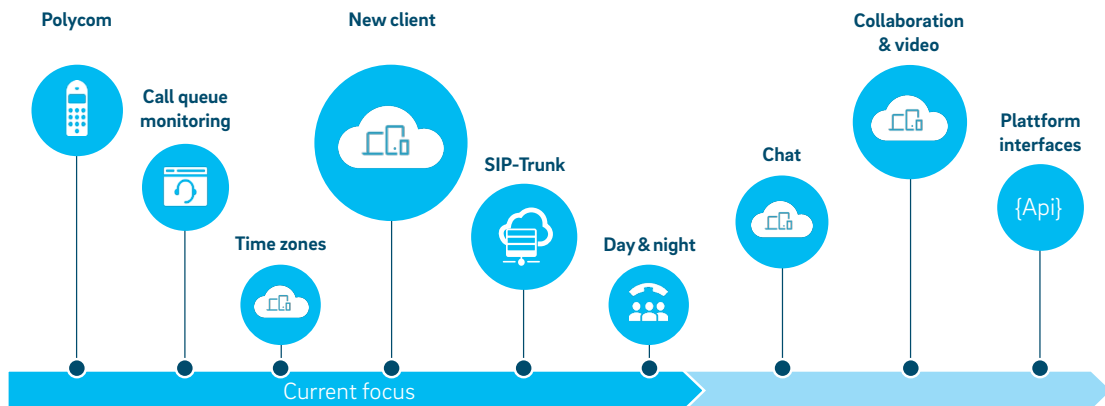 Polycom
Call queue
monitoring
Time zones
New client
SIP-Trunk
Day & night
Chat
Collaboration
& video
Plattform
interfaces
{Api}
Current focus